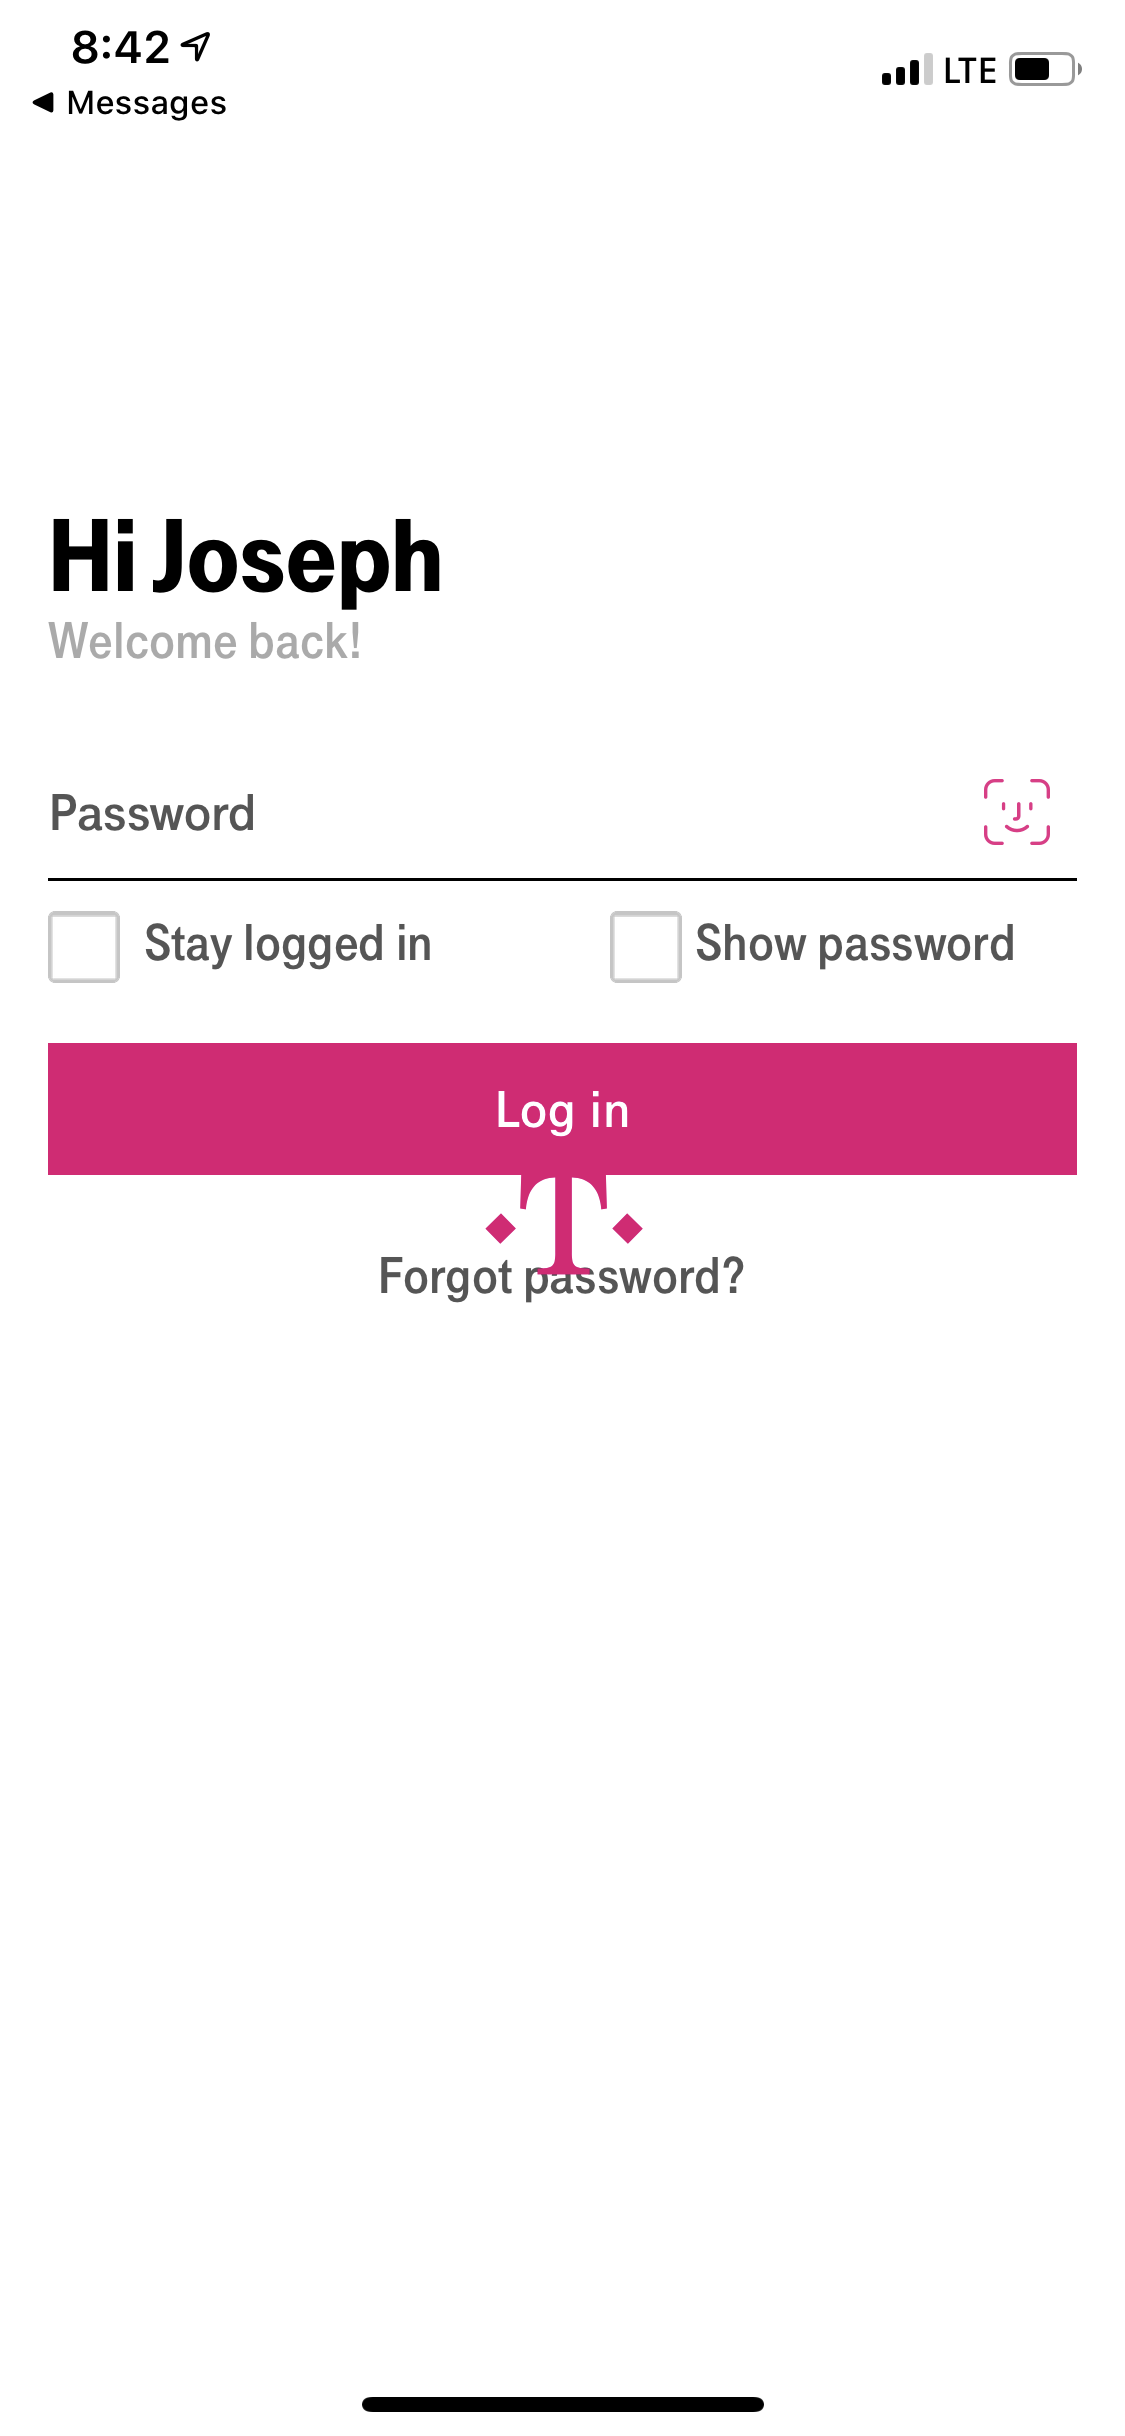 8:42
LTE
Messages
Hi Joseph
Welcome back!
Password
Stay logged in
Show password
Log in
T
Forgot password?